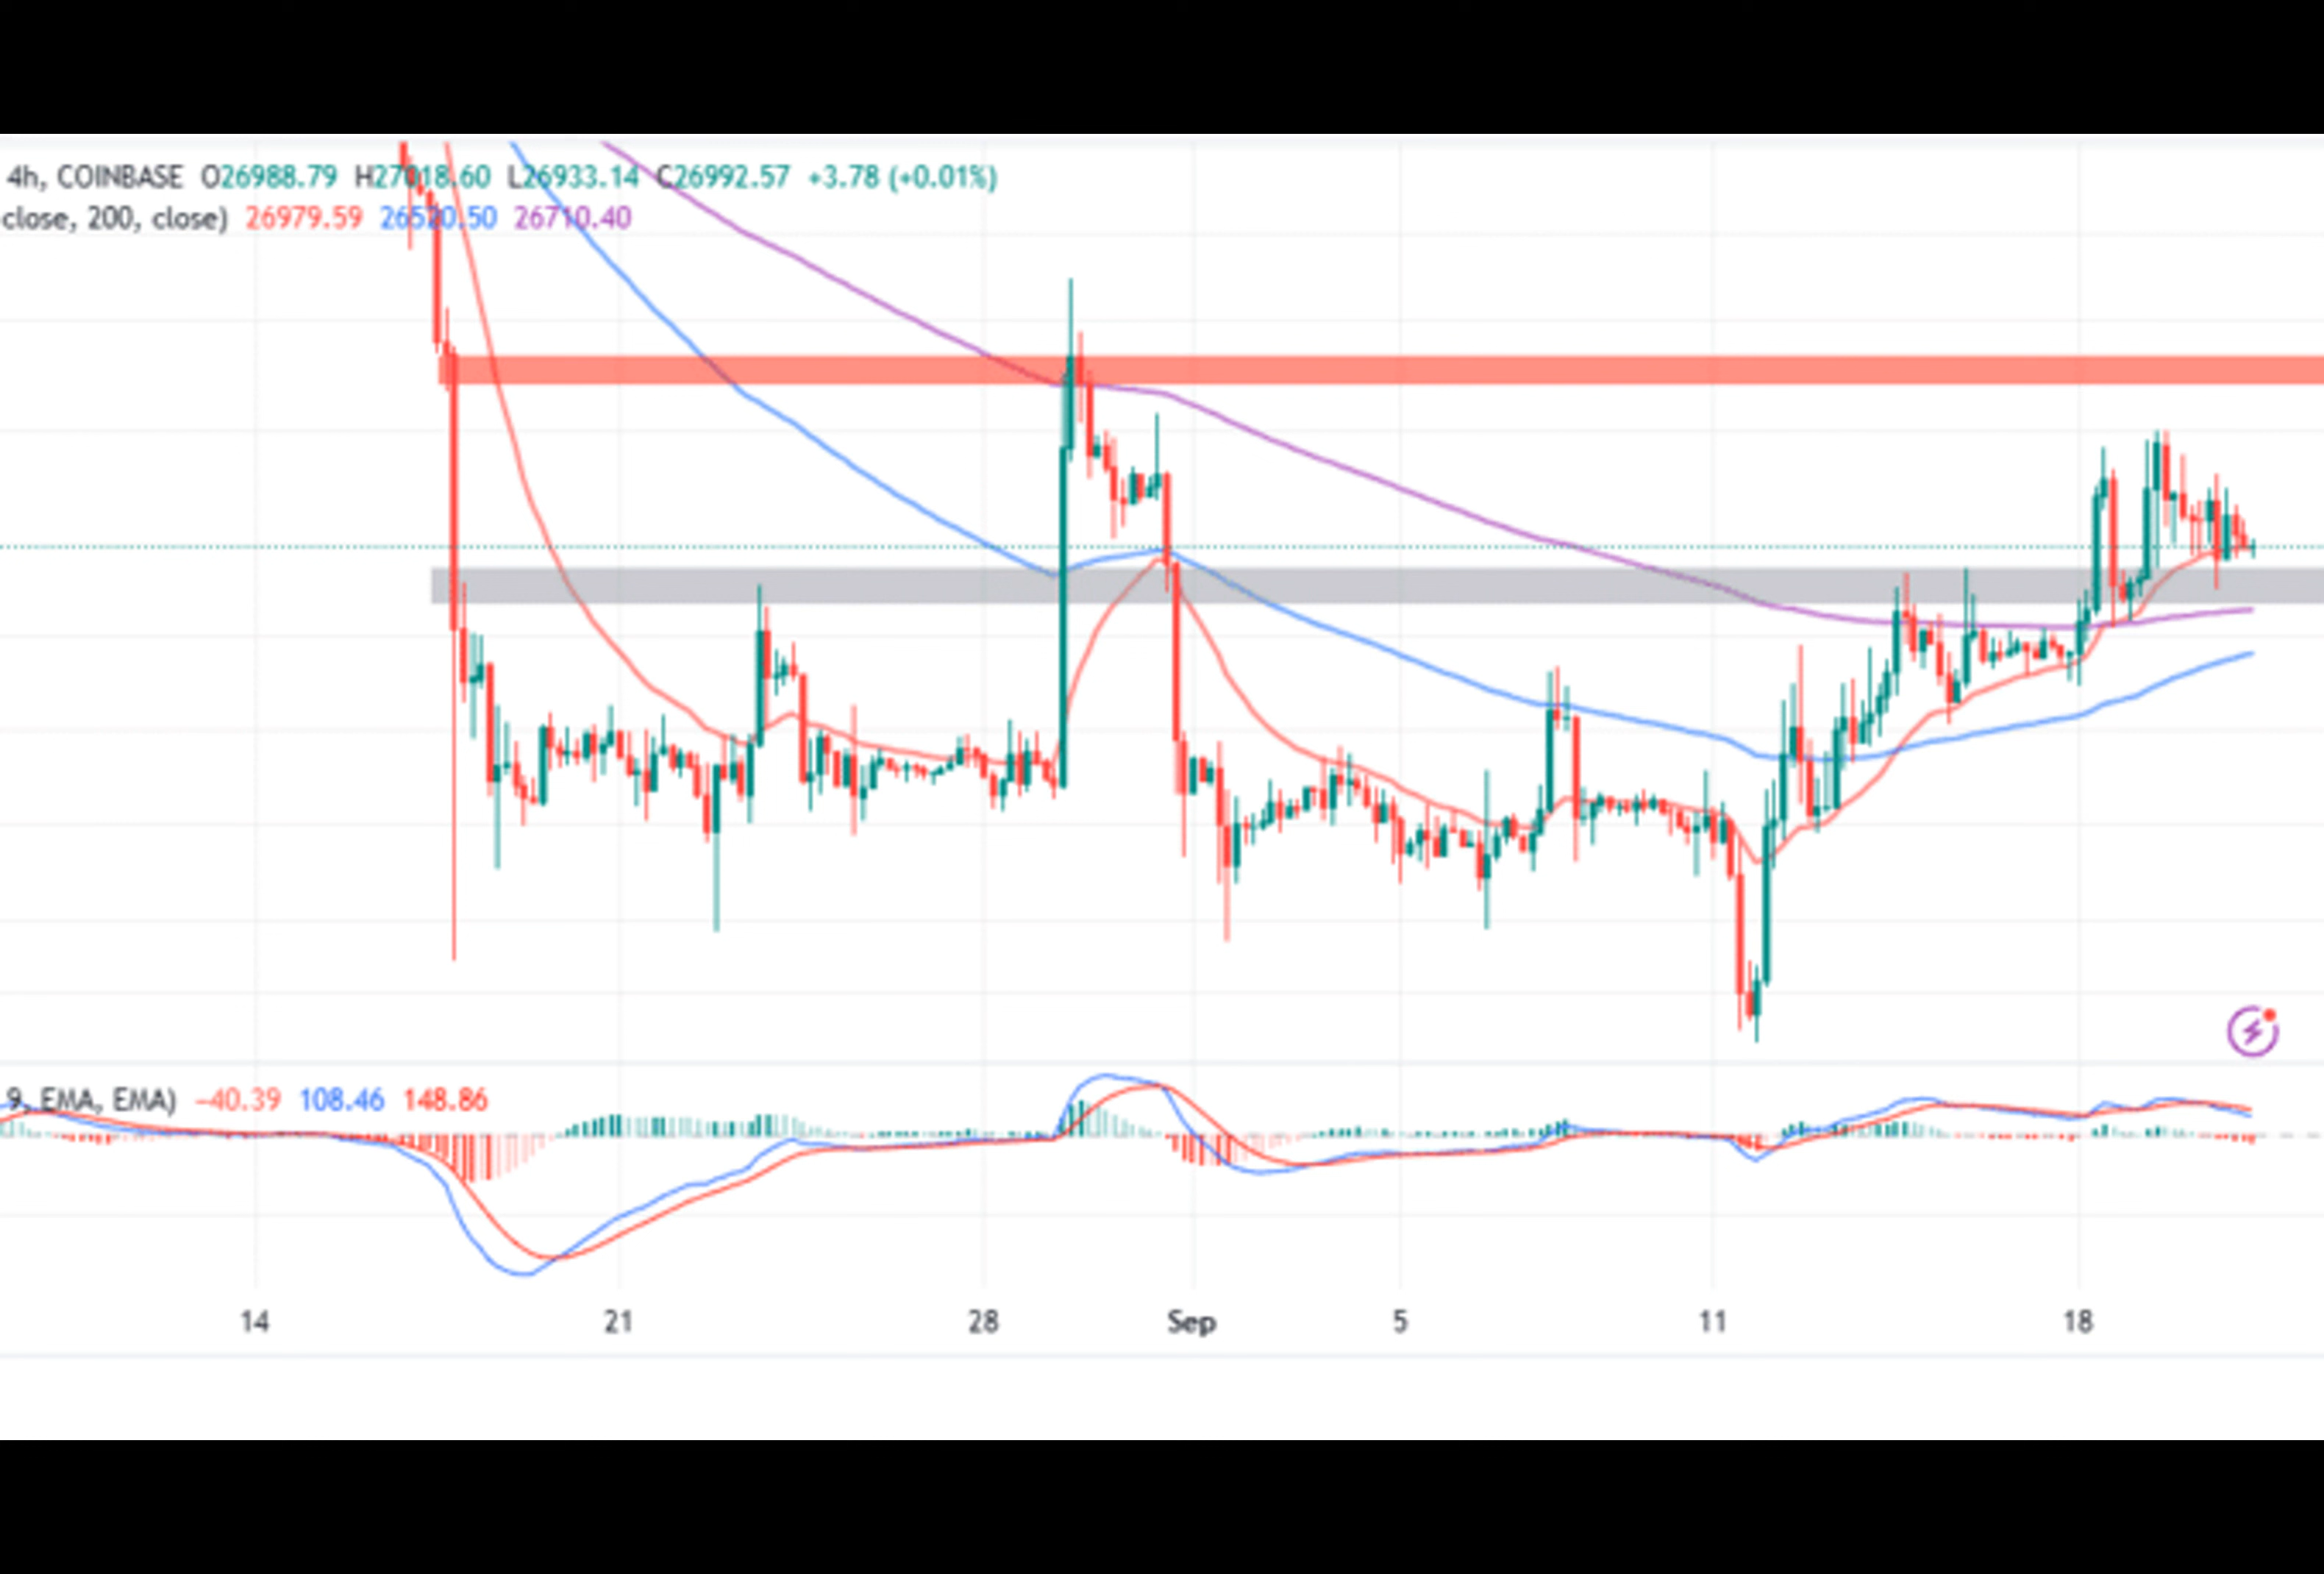 4h, COINBASE O26988.79 H27018.60 L26933.14 C26992.57 +3.78 (+0.01%)
close, 200, close) 26979.59 26520.50 26710.40
9, EMA, EMA) −40.39 108.46 148.86
14 21 28 Sep 5 11 18